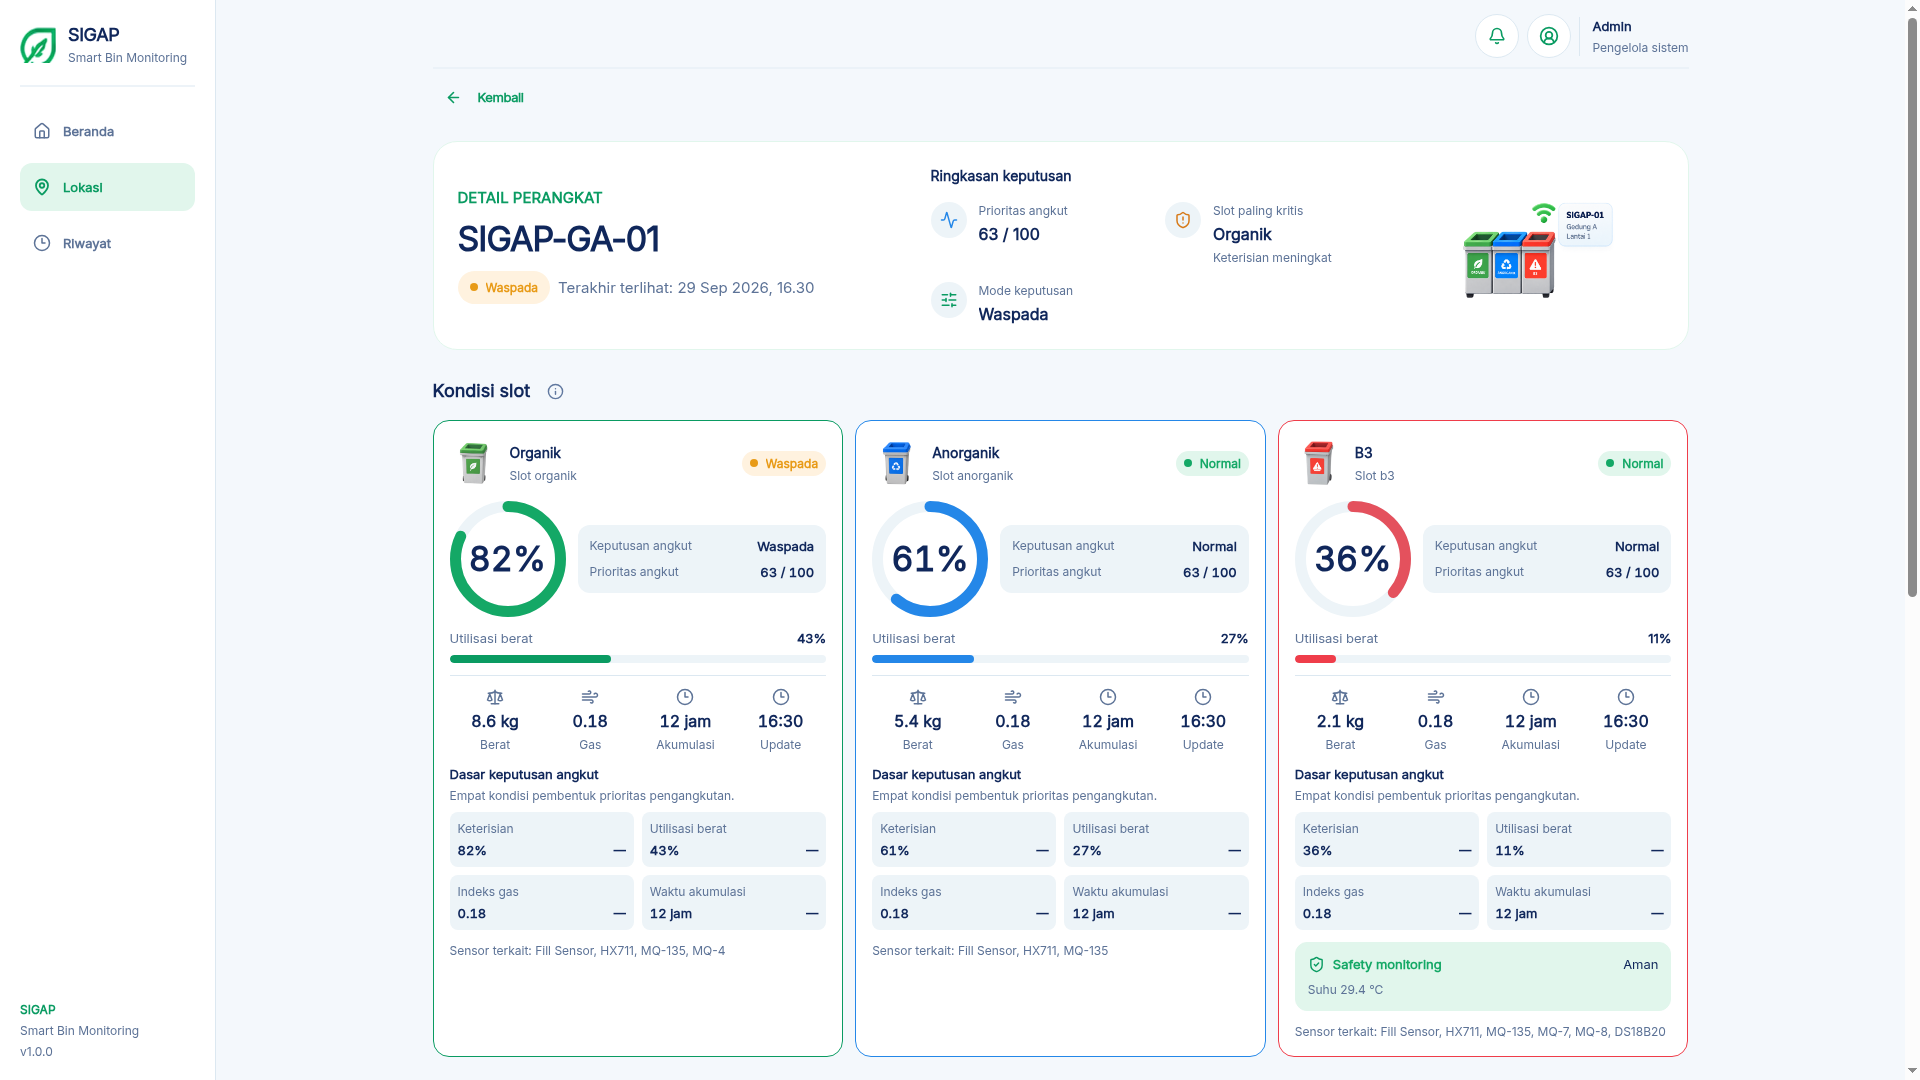 SIGAP
Smart Bin Monitoring
Beranda
Lokasi
Riwayat
SIGAP
Smart Bin Monitoring
v1.0.0
Admin
Pengelola sistem
Kembali
DETAIL PERANGKAT
SIGAP-GA-01
Waspada Terakhir terlihat: 29 Sep 2026, 16.30
Ringkasan keputusan
Prioritas angkut
63 / 100
Slot paling kritis
Organik
Keterisian meningkat
Mode keputusan
Waspada
SIGAP-01
Gedung A
Lantai 1
Kondisi slot
Organik
Slot organik
Waspada
82%
Keputusan angkut Waspada
Prioritas angkut 63 / 100
Utilisasi berat 43%
8.6 kg 0.18 12 jam 16:30
Berat Gas Akumulasi Update
Dasar keputusan angkut
Empat kondisi pembentuk prioritas pengangkutan.
Keterisian
82% —
Utilisasi berat
43% —
Indeks gas
0.18 —
Waktu akumulasi
12 jam —
Sensor terkait: Fill Sensor, HX711, MQ-135, MQ-4
Anorganik
Slot anorganik
Normal
61%
Keputusan angkut Normal
Prioritas angkut 63 / 100
Utilisasi berat 27%
5.4 kg 0.18 12 jam 16:30
Berat Gas Akumulasi Update
Dasar keputusan angkut
Empat kondisi pembentuk prioritas pengangkutan.
Keterisian
61% —
Utilisasi berat
27% —
Indeks gas
0.18 —
Waktu akumulasi
12 jam —
Sensor terkait: Fill Sensor, HX711, MQ-135
B3
Slot b3
Normal
36%
Keputusan angkut Normal
Prioritas angkut 63 / 100
Utilisasi berat 11%
2.1 kg 0.18 12 jam 16:30
Berat Gas Akumulasi Update
Dasar keputusan angkut
Empat kondisi pembentuk prioritas pengangkutan.
Keterisian
36% —
Utilisasi berat
11% —
Indeks gas
0.18 —
Waktu akumulasi
12 jam —
Safety monitoring Aman
Suhu 29.4 °C
Sensor terkait: Fill Sensor, HX711, MQ-135, MQ-7, MQ-8, DS18B20